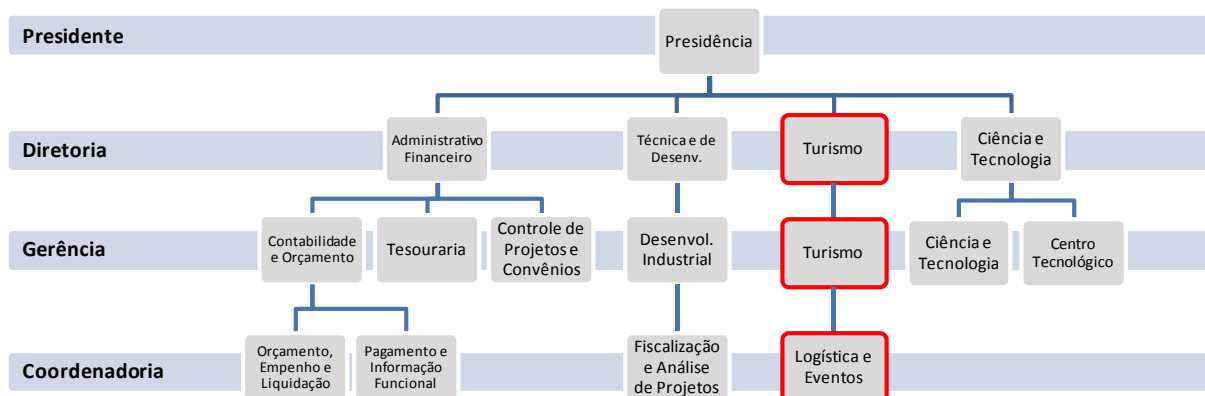 Presidente
Presidência
Diretoria
Administrativo
Financeiro
Técnica e de
Desenv.
Turismo
Ciência e
Tecnologia
Gerência
Contabilidade
e Orçamento
Tesouraria
Controle de
Projetos e
Convênios
Desenvol.
Industrial
Turismo
Ciência e
Tecnologia
Centro
Tecnológico
Coordenadoria
Orçamento,
Empenho e
Liquidação
Pagamento e
Informação
Funcional
Fiscalização
e Análise
de Projetos
Logística e
Eventos